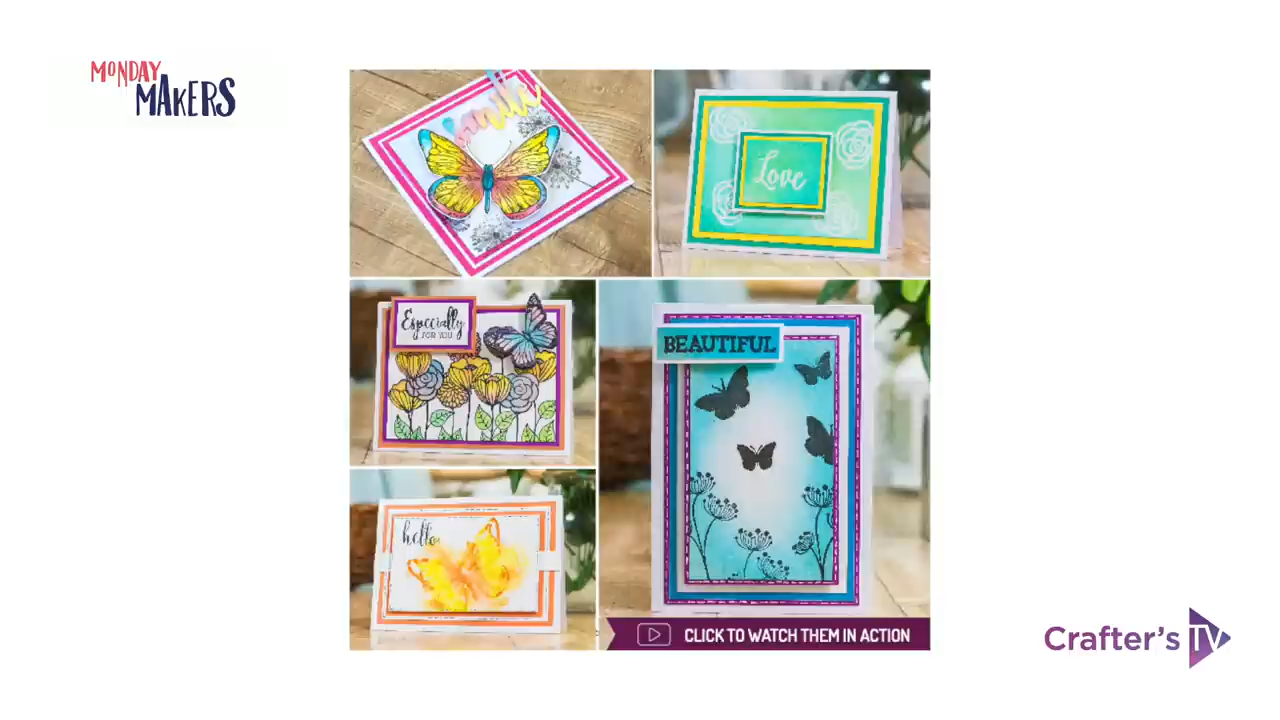 MONDAY
MAKERS
Smile
Love
Especially
FOR YOU
BEAUTIFUL
hello
CLICK TO WATCH THEM IN ACTION
Crafter's TV